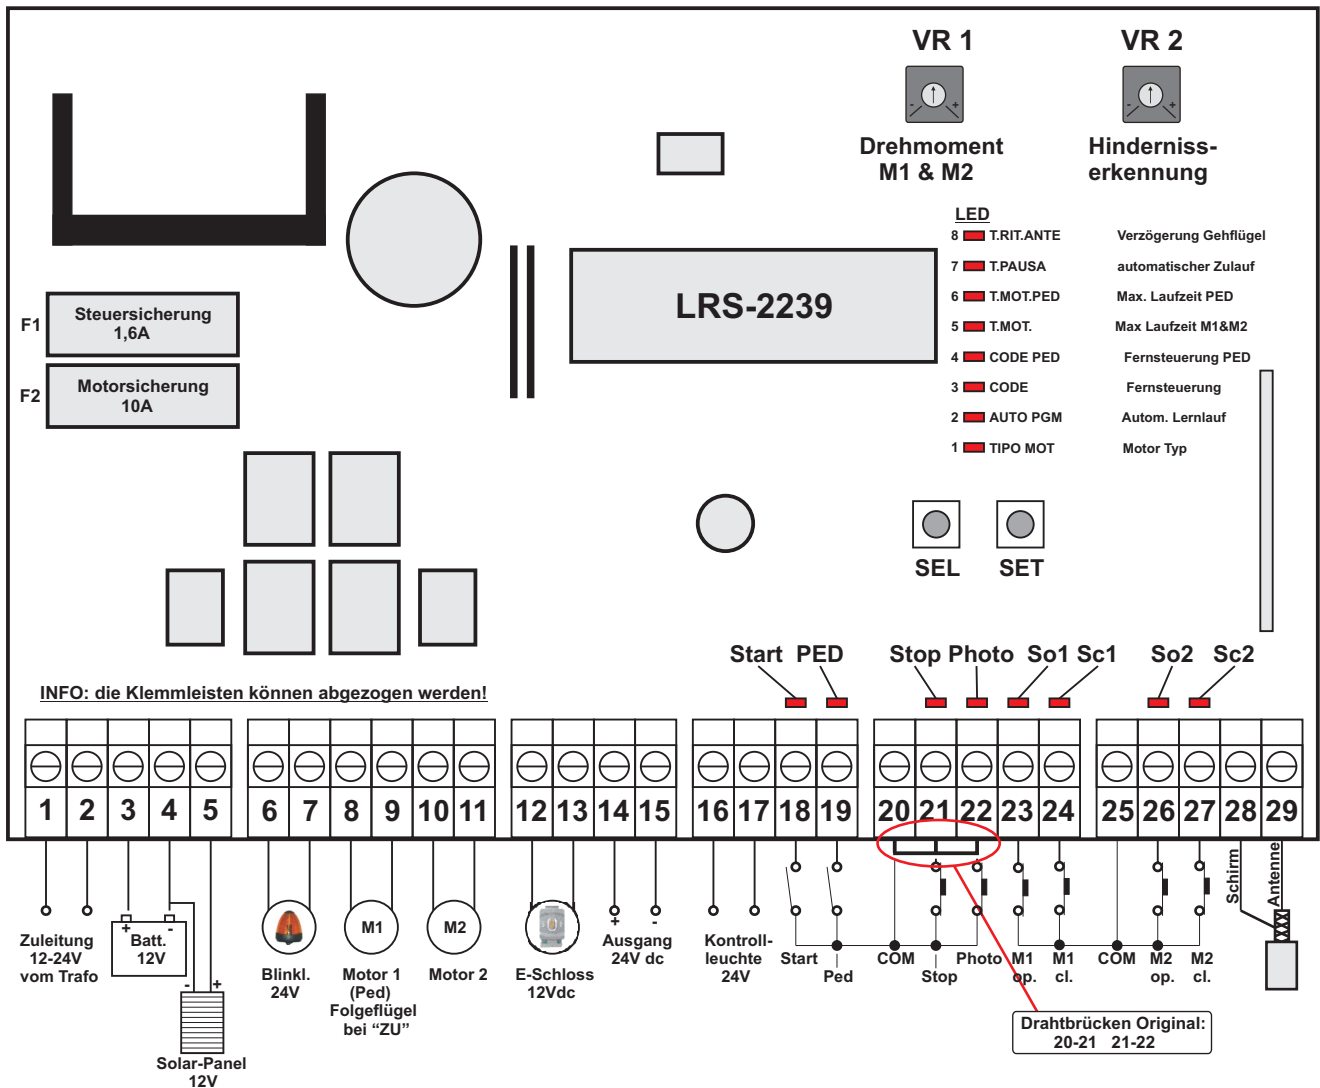 VR 1
VR 2
- +
- +
Drehmoment
M1 & M2
Hinderniss-
erkennung
LED
8 T.RIT.ANTE Verzögerung Gehflügel
7 T.PAUSA automatischer Zulauf
6 T.MOT.PED Max. Laufzeit PED
5 T.MOT. Max Laufzeit M1&M2
4 CODE PED Fernsteuerung PED
3 CODE Fernsteuerung
2 AUTO PGM Autom. Lernlauf
1 TIPO MOT Motor Typ
LRS-2239
F1
Steuersicherung
1,6A
F2
Motorsicherung
10A
SEL SET
Start PED Stop Photo So1 Sc1 So2 Sc2
INFO: die Klemmleisten können abgezogen werden!
1 2 3 4 5 6 7 8 9 10 11 12 13 14 15 16 17 18 19 20 21 22 23 24 25 26 27 28 29
Zuleitung
12-24V
vom Trafo
+ -
Batt.
12V
- +
Solar-Panel
12V
Blinkl.
24V
M1
Motor 1
(Ped)
Folgeflügel
bei “ZU”
M2
Motor 2
E-Schloss
12Vdc
+ -
Ausgang
24V dc
Kontroll-
leuchte
24V
Start
Ped
COM
Stop
Photo
M1
op.
M1
cl.
COM
M2
op.
M2
cl.
Schirm
Antenne
Drahtbrücken Original:
20-21 21-22